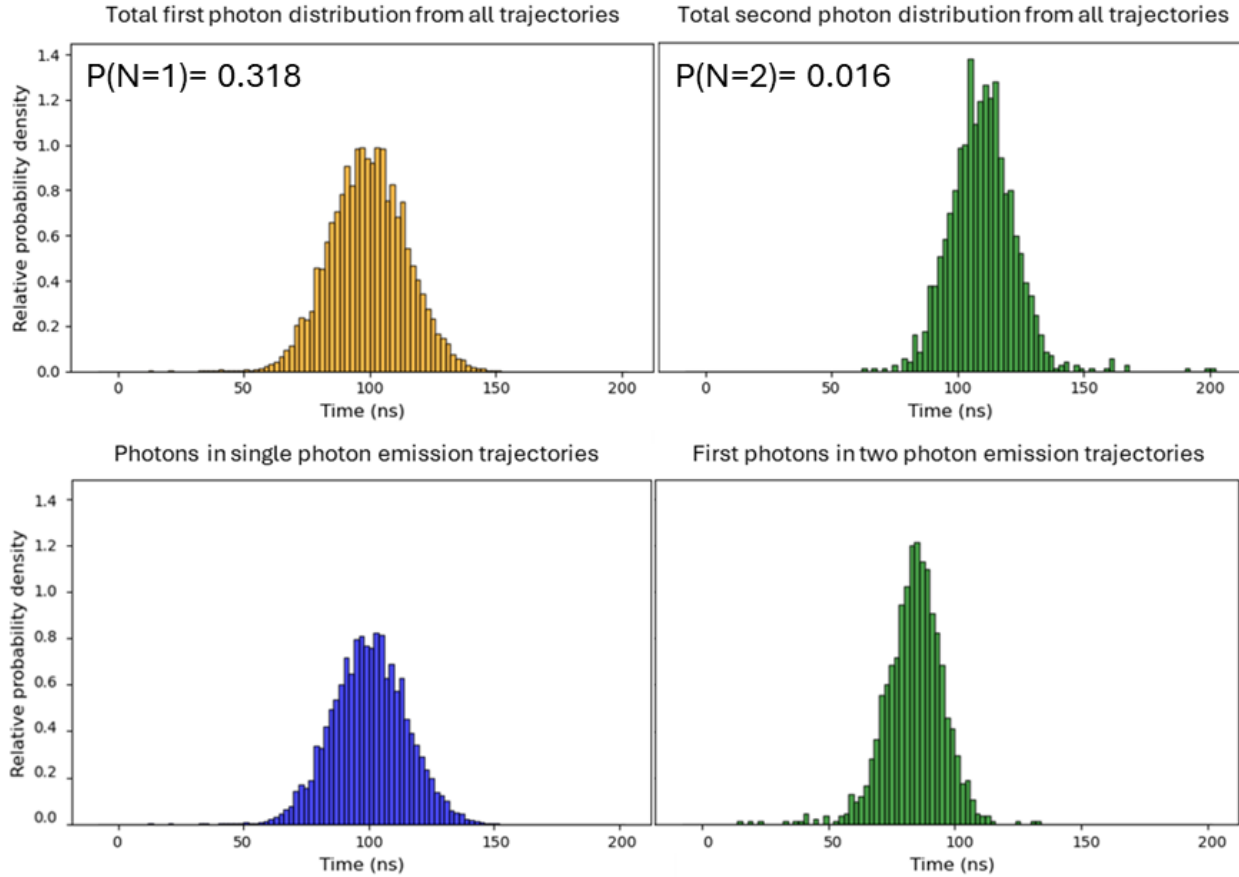 Total first photon distribution from all trajectories
Total second photon distribution from all trajectories
P(N=1)= 0.318
P(N=2)= 0.016
Relative probability density
1.4
1.2
1.0
0.8
0.6
0.4
0.2
0.0
0 50 100 150 200
0 50 100 150 200
Time (ns)
Time (ns)
Photons in single photon emission trajectories
First photons in two photon emission trajectories
Relative probability density
1.4
1.2
1.0
0.8
0.6
0.4
0.2
0.0
0 50 100 150 200
0 50 100 150 200
Time (ns)
Time (ns)